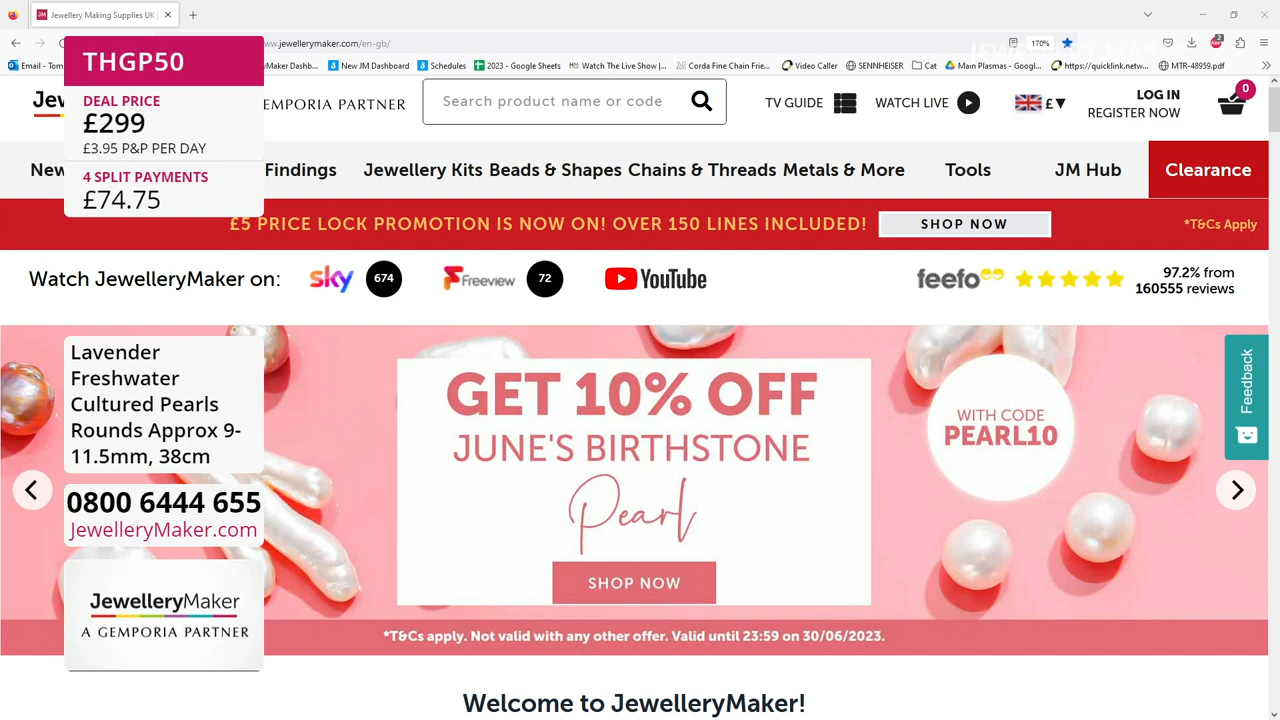 Jewellery Making Supplies UK |
ww.jewellerymaker.com/en-gb/
170%
2
Email - Tom
Maker Dashb...
New JM Dashboard
Schedules
2023 - Google Sheets
Watch The Live Show |...
Corda Fine Chain Frie...
Video Caller
SENNHEISER
Cat
Main Plasmas - Googl...
https://quicklink.netw...
MTR-48959.pdf
THGP50
DEAL PRICE
£299
£3.95 P&P PER DAY
4 SPLIT PAYMENTS
£74.75
Jew
GEMPORIA PARTNER
Search product name or code
TV GUIDE
WATCH LIVE
£▼
LOG IN
REGISTER NOW
0
New
Findings
Jewellery Kits
Beads & Shapes
Chains & Threads
Metals & More
Tools
JM Hub
Clearance
£5 PRICE LOCK PROMOTION IS NOW ON! OVER 150 LINES INCLUDED!
SHOP NOW
*T&Cs Apply
Watch JewelleryMaker on:
sky
674
Freeview
72
YouTube
feefo
97.2% from
160555 reviews
Lavender
Freshwater
Cultured Pearls
Rounds Approx 9-
11.5mm, 38cm
0800 6444 655
JewelleryMaker.com
JewelleryMaker
A GEMPORIA PARTNER
GET 10% OFF
JUNE'S BIRTHSTONE
Pearl
SHOP NOW
WITH CODE
PEARL10
Feedback
*T&Cs apply. Not valid with any other offer. Valid until 23:59 on 30/06/2023.
Welcome to JewelleryMaker!